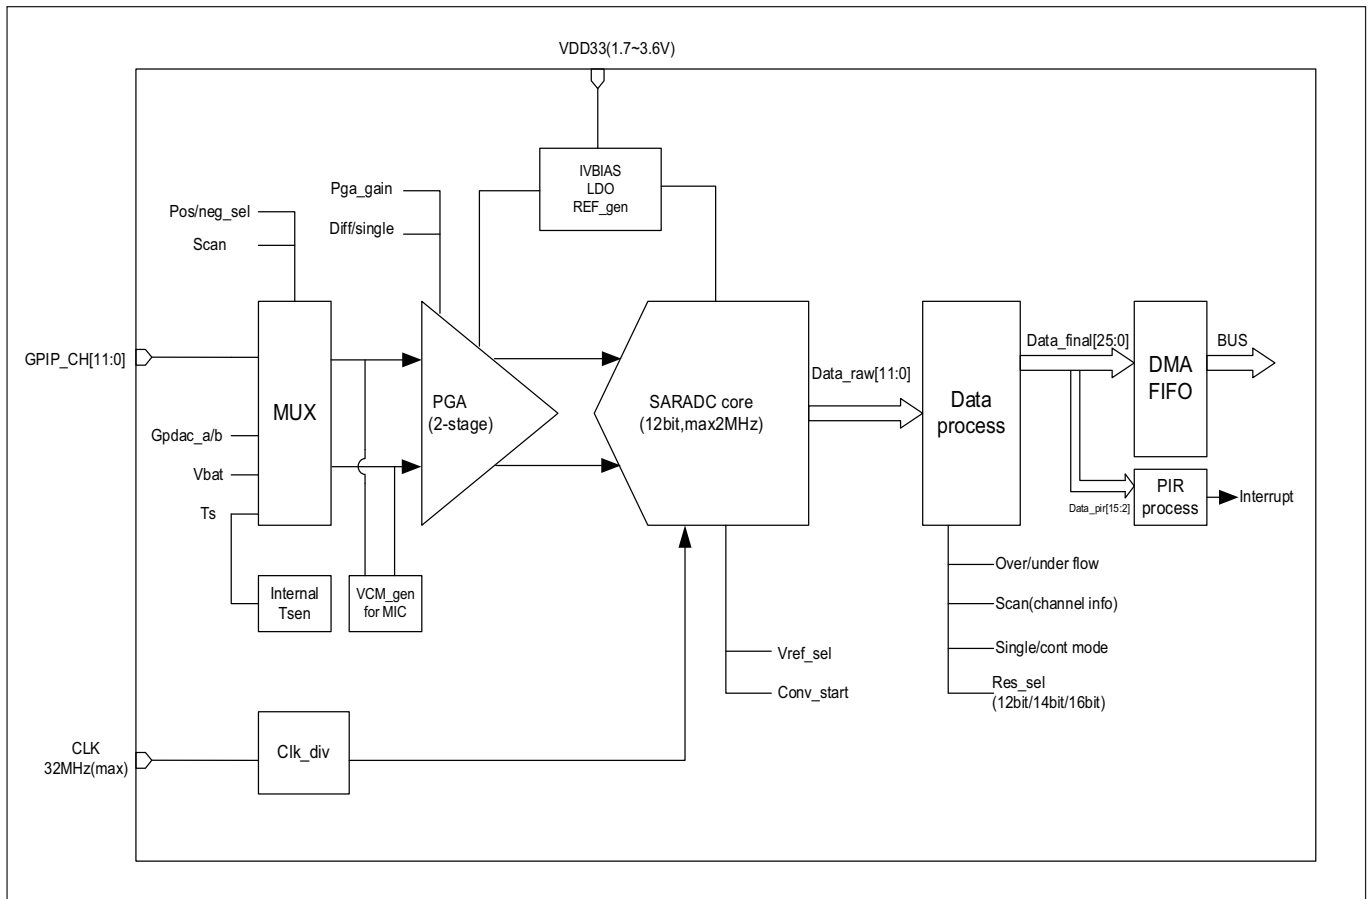 VDD33(1.7~3.6V)
IVBIAS
LDO
REF_gen
Pga_gain
Diff/single
Pos/neg_sel
Scan
GPIP_CH[11:0]
MUX
Gpdac_a/b
Vbat
Ts
Internal
Tsen
VCM_gen
for MIC
PGA
(2-stage)
SARADC core
(12bit,max2MHz)
Data_raw[11:0]
Data
process
Data_final[25:0]
DMA
FIFO
BUS
Data_pir[15:2]
PIR
process
Interrupt
Over/under flow
Scan(channel info)
Single/cont mode
Res_sel
(12bit/14bit/16bit)
Vref_sel
Conv_start
CLK
32MHz(max)
Clk_div